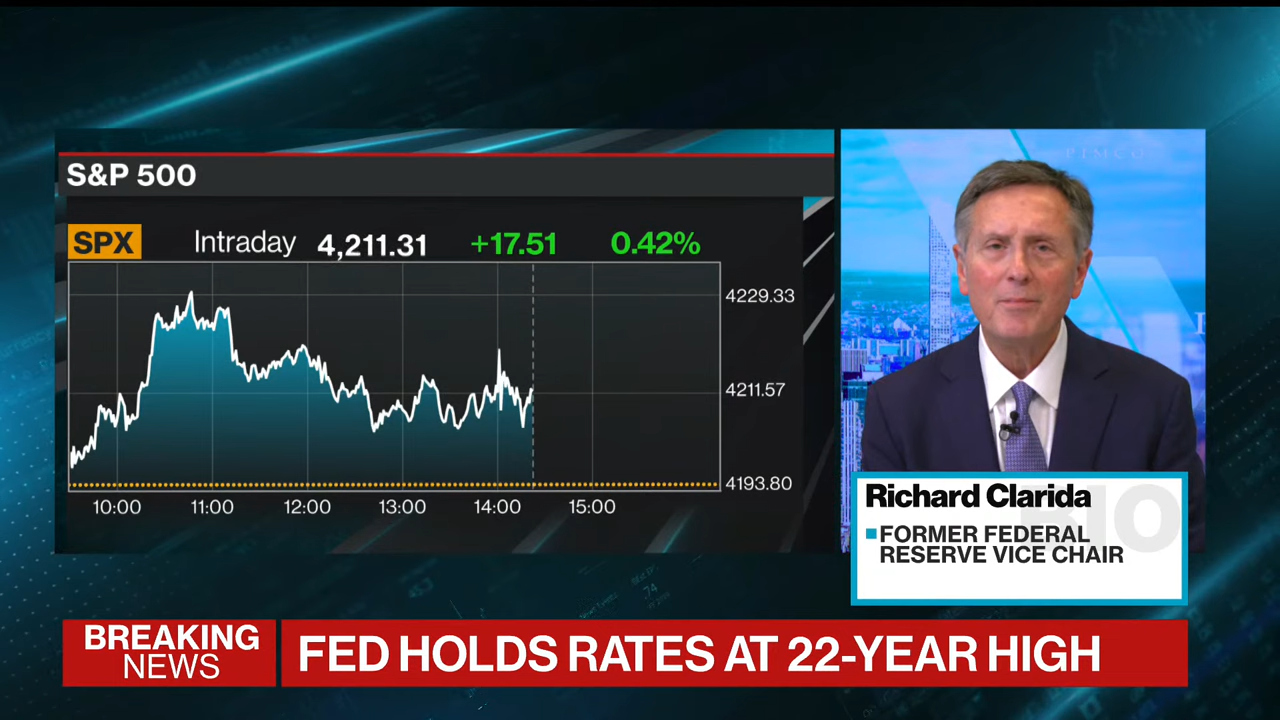 S&P 500
SPX Intraday 4,211.31 +17.51 0.42%
4229.33
4211.57
4193.80
10:00 11:00 12:00 13:00 14:00 15:00
PIMCO
Richard Clarida
BIO
FORMER FEDERAL
RESERVE VICE CHAIR
BREAKING
NEWS
FED HOLDS RATES AT 22-YEAR HIGH